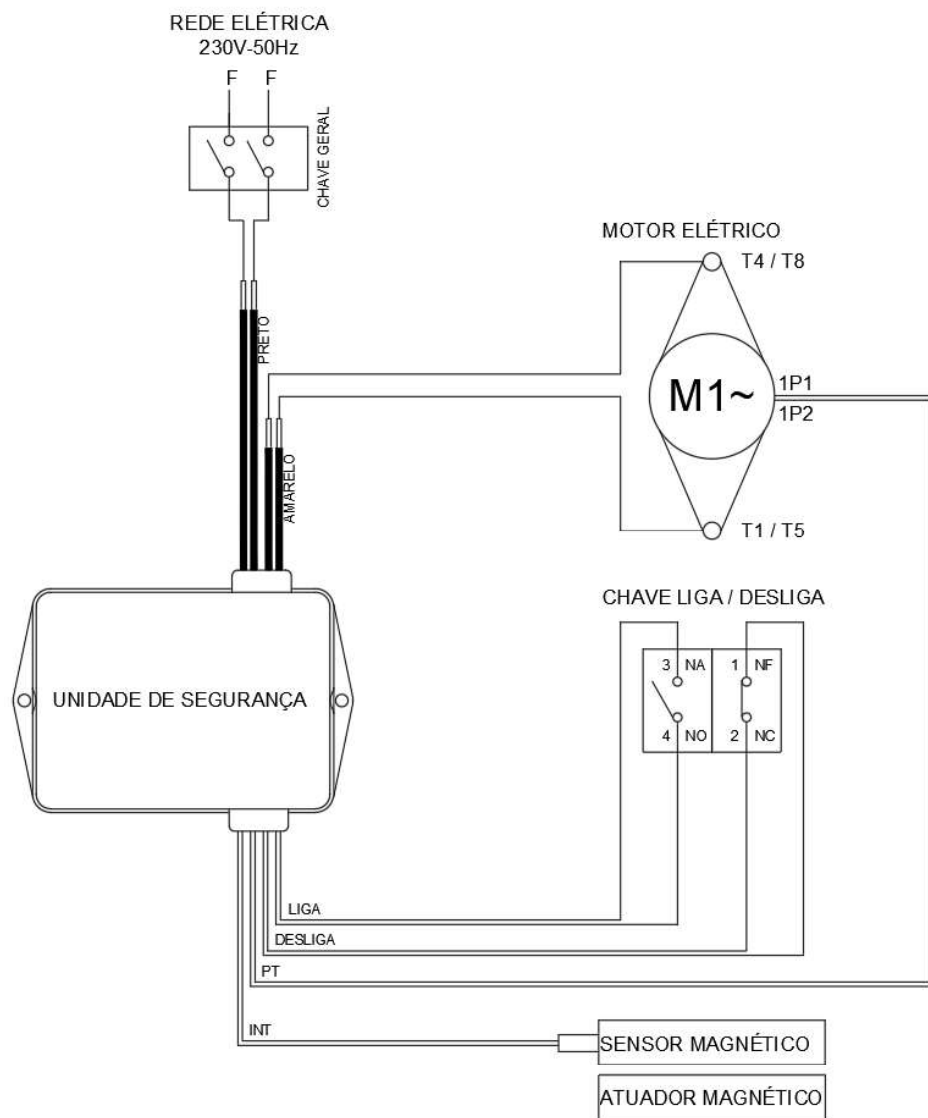 REDE ELÉTRICA
230V-50Hz
F F
CHAVE GERAL
MOTOR ELÉTRICO
T4 / T8
PRETO
M1~
1P1
1P2
AMARELO
T1 / T5
CHAVE LIGA / DESLIGA
3 NA 1 NF
UNIDADE DE SEGURANÇA
4 NO 2 NC
LIGA
DESLIGA
PT
INT
SENSOR MAGNÉTICO
ATUADOR MAGNÉTICO